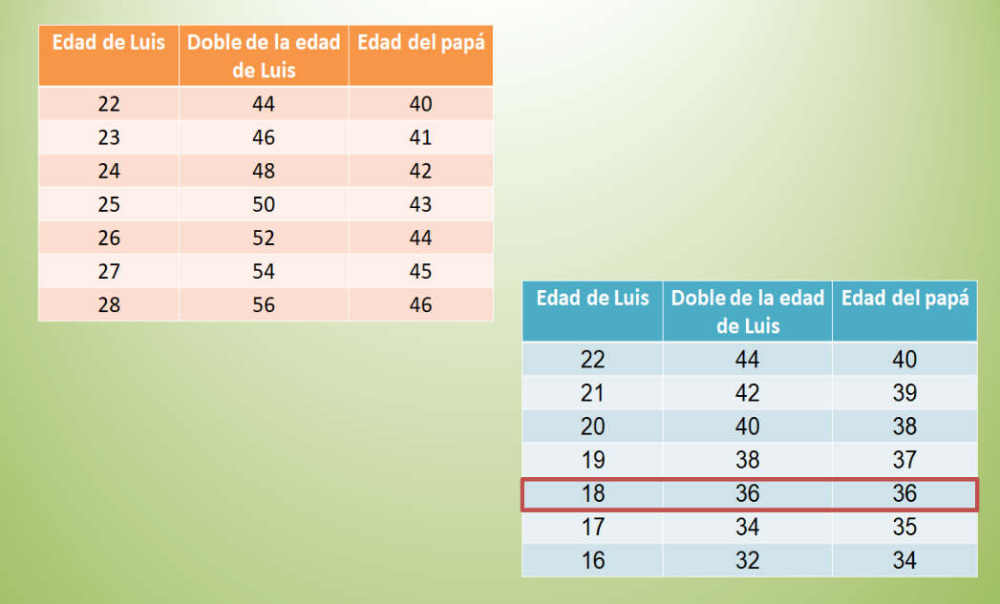 Edad de Luis Doble de la edad Edad del papá
de Luis
22 44 40
23 46 41
24 48 42
25 50 43
26 52 44
27 54 45
28 56 46
Edad de Luis Doble de la edad Edad del papá
de Luis
22 44 40
21 42 39
20 40 38
19 38 37
18 36 36
17 34 35
16 32 34